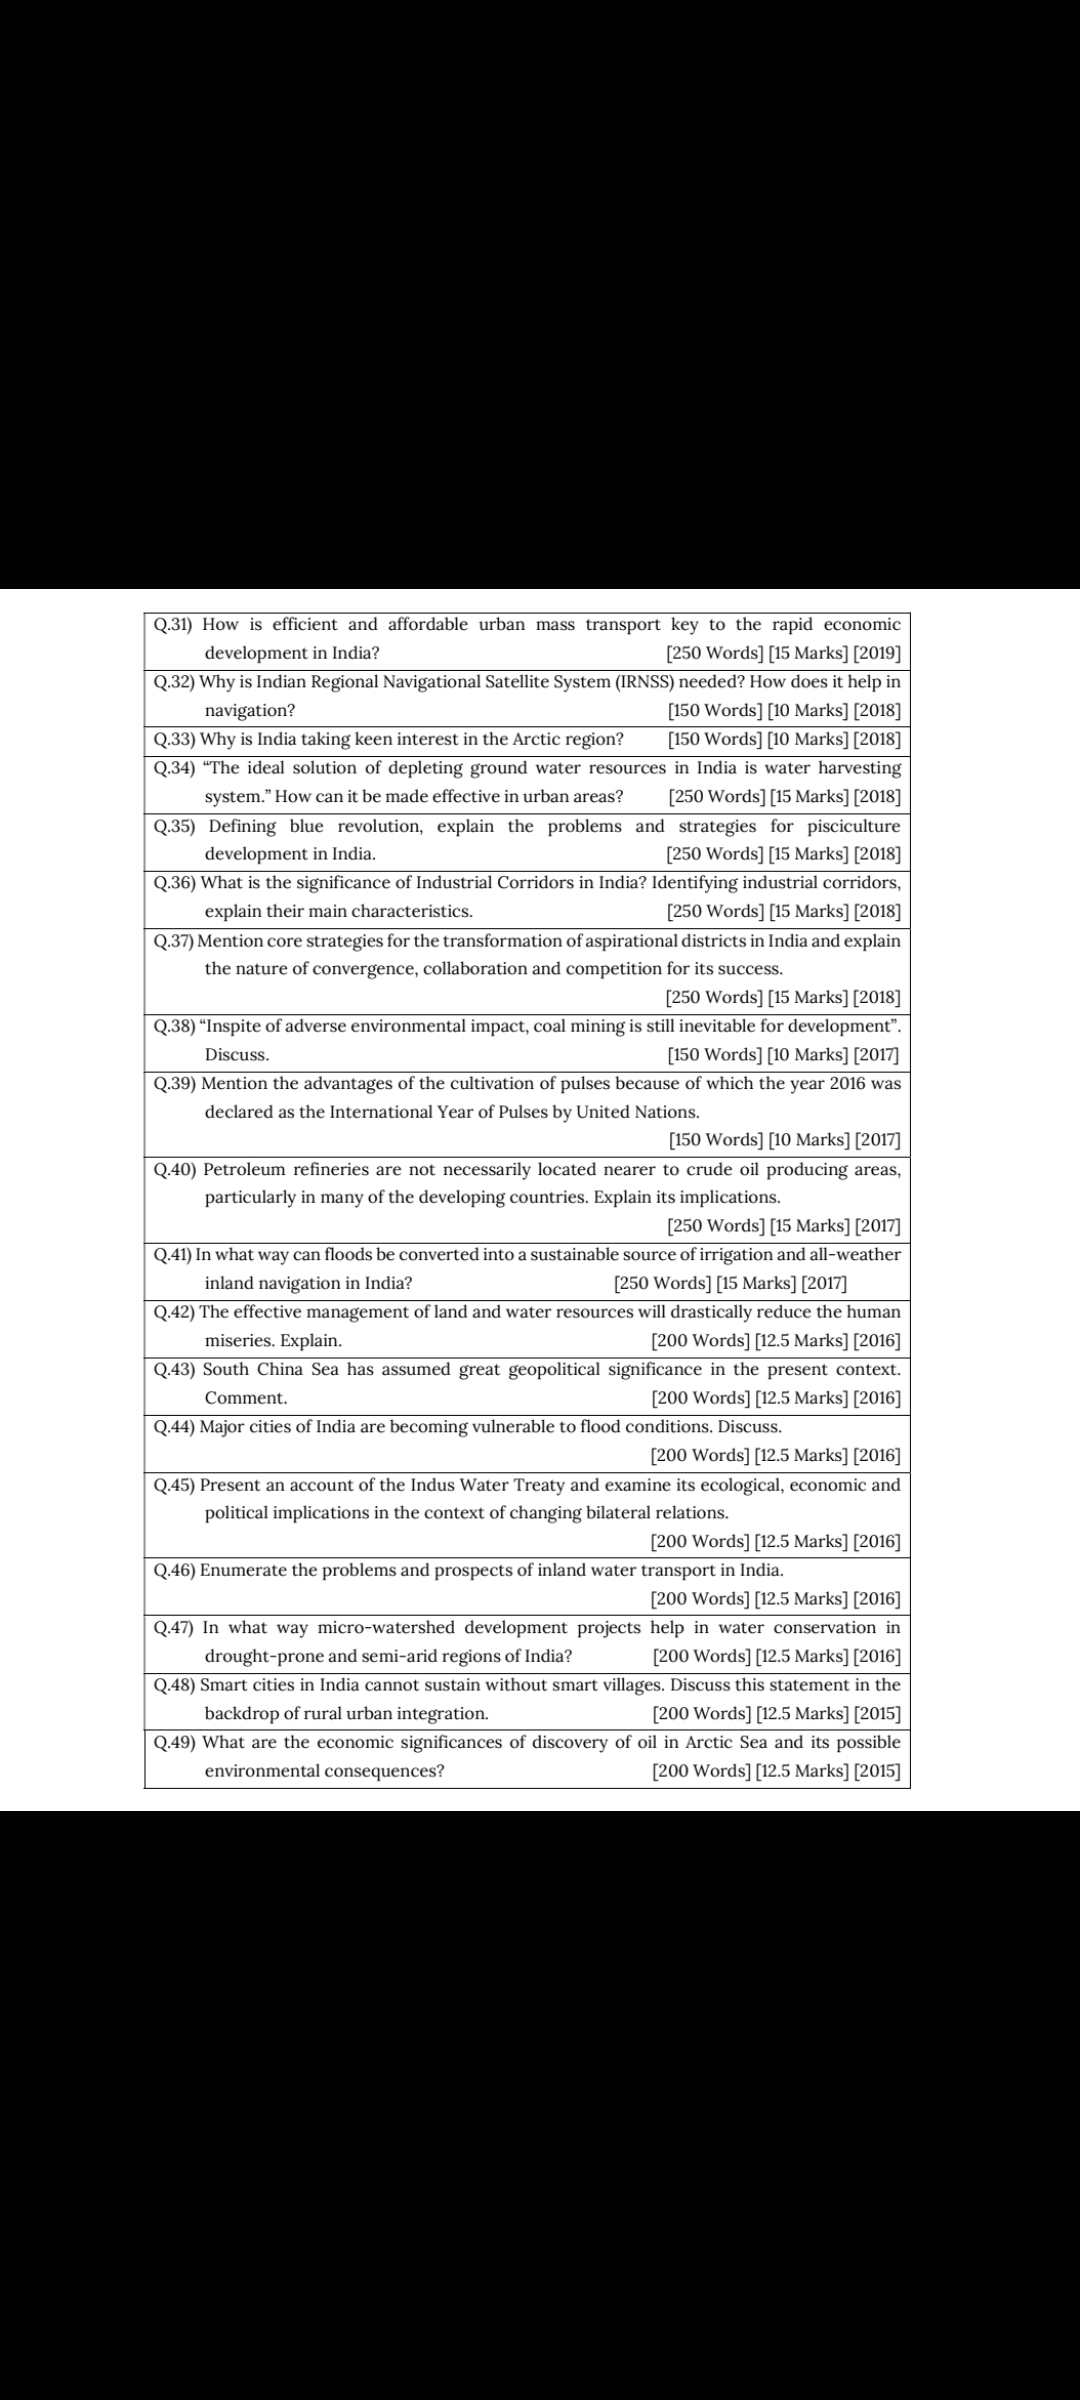 Q.31) How is efficient and affordable urban mass transport key to the rapid economic
development in India? [250 Words] [15 Marks] [2019]
Q.32) Why is Indian Regional Navigational Satellite System (IRNSS) needed? How does it help in
navigation? [150 Words] [10 Marks] [2018]
Q.33) Why is India taking keen interest in the Arctic region? [150 Words] [10 Marks] [2018]
Q.34) “The ideal solution of depleting ground water resources in India is water harvesting
system.” How can it be made effective in urban areas? [250 Words] [15 Marks] [2018]
Q.35) Defining blue revolution, explain the problems and strategies for pisciculture
development in India. [250 Words] [15 Marks] [2018]
Q.36) What is the significance of Industrial Corridors in India? Identifying industrial corridors,
explain their main characteristics. [250 Words] [15 Marks] [2018]
Q.37) Mention core strategies for the transformation of aspirational districts in India and explain
the nature of convergence, collaboration and competition for its success.
[250 Words] [15 Marks] [2018]
Q.38) “Inspite of adverse environmental impact, coal mining is still inevitable for development”.
Discuss. [150 Words] [10 Marks] [2017]
Q.39) Mention the advantages of the cultivation of pulses because of which the year 2016 was
declared as the International Year of Pulses by United Nations.
[150 Words] [10 Marks] [2017]
Q.40) Petroleum refineries are not necessarily located nearer to crude oil producing areas,
particularly in many of the developing countries. Explain its implications.
[250 Words] [15 Marks] [2017]
Q.41) In what way can floods be converted into a sustainable source of irrigation and all-weather
inland navigation in India? [250 Words] [15 Marks] [2017]
Q.42) The effective management of land and water resources will drastically reduce the human
miseries. Explain. [200 Words] [12.5 Marks] [2016]
Q.43) South China Sea has assumed great geopolitical significance in the present context.
Comment. [200 Words] [12.5 Marks] [2016]
Q.44) Major cities of India are becoming vulnerable to flood conditions. Discuss.
[200 Words] [12.5 Marks] [2016]
Q.45) Present an account of the Indus Water Treaty and examine its ecological, economic and
political implications in the context of changing bilateral relations.
[200 Words] [12.5 Marks] [2016]
Q.46) Enumerate the problems and prospects of inland water transport in India.
[200 Words] [12.5 Marks] [2016]
Q.47) In what way micro-watershed development projects help in water conservation in
drought-prone and semi-arid regions of India? [200 Words] [12.5 Marks] [2016]
Q.48) Smart cities in India cannot sustain without smart villages. Discuss this statement in the
backdrop of rural urban integration. [200 Words] [12.5 Marks] [2015]
Q.49) What are the economic significances of discovery of oil in Arctic Sea and its possible
environmental consequences? [200 Words] [12.5 Marks] [2015]